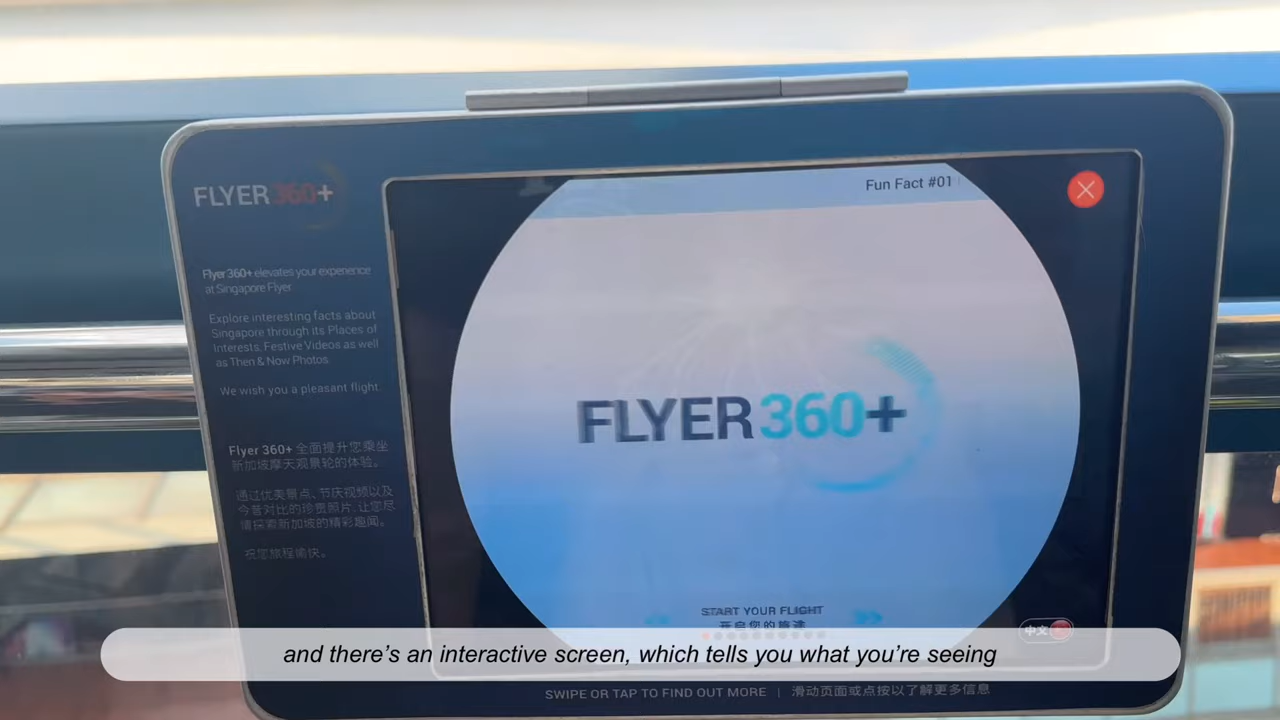 FLYER360+
Flyer 360+ elevates your experience
at Singapore Flyer
Explore interesting facts about
Singapore through its Places of
Interests, Festive Videos as well
as Then & Now Photos
We wish you a pleasant flight.
Flyer 360+ 全面提升您乘坐
新加坡摩天观景轮的体验。
通过优美景点、节庆视频以及
今昔对比的珍贵照片,让您尽
情探索新加坡的精彩趣闻。
祝您旅程愉快。
Fun Fact #01
FLYER360+
START YOUR FLIGHT
开启您的旅途
中文
and there's an interactive screen, which tells you what you're seeing
SWIPE OR TAP TO FIND OUT MORE | 滑动页面或点按以了解更多信息